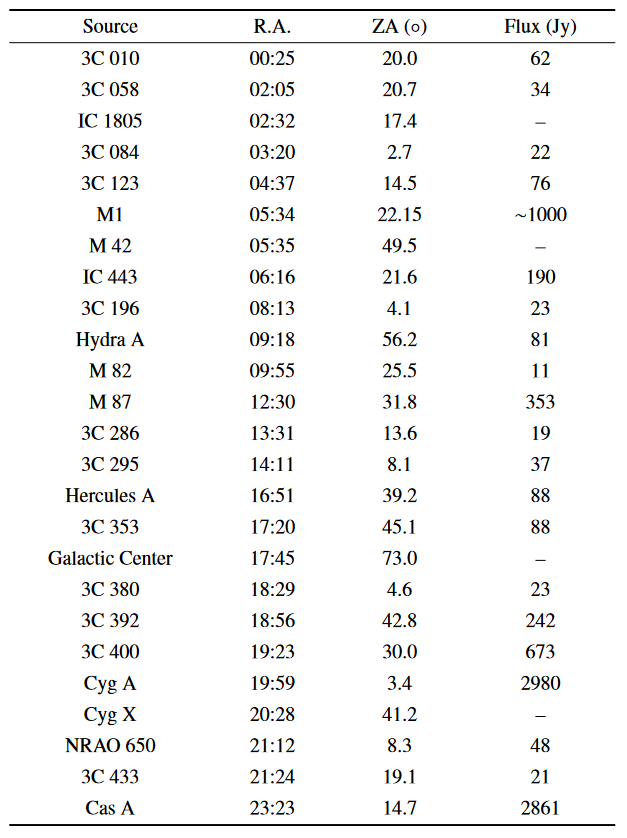 Source R.A. ZA (∘) Flux (Jy)
3C 010 00:25 20.0 62
3C 058 02:05 20.7 34
IC 1805 02:32 17.4 –
3C 084 03:20 2.7 22
3C 123 04:37 14.5 76
M1 05:34 22.15 ~1000
M 42 05:35 49.5 –
IC 443 06:16 21.6 190
3C 196 08:13 4.1 23
Hydra A 09:18 56.2 81
M 82 09:55 25.5 11
M 87 12:30 31.8 353
3C 286 13:31 13.6 19
3C 295 14:11 8.1 37
Hercules A 16:51 39.2 88
3C 353 17:20 45.1 88
Galactic Center 17:45 73.0 –
3C 380 18:29 4.6 23
3C 392 18:56 42.8 242
3C 400 19:23 30.0 673
Cyg A 19:59 3.4 2980
Cyg X 20:28 41.2 –
NRAO 650 21:12 8.3 48
3C 433 21:24 19.1 21
Cas A 23:23 14.7 2861